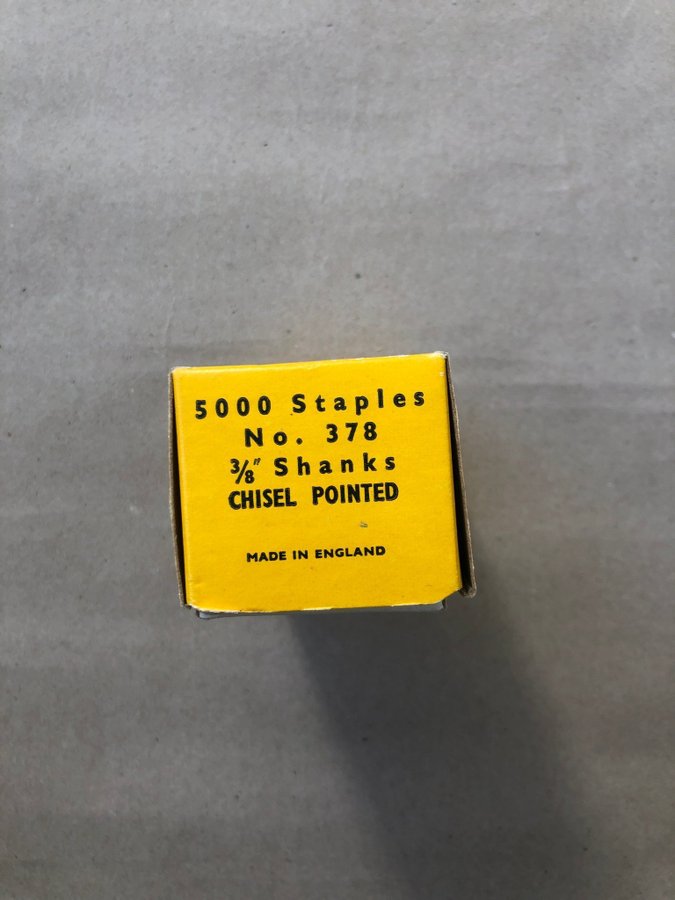 5000 Staples
No. 378
3/8" Shanks
CHISEL POINTED
MADE IN ENGLAND